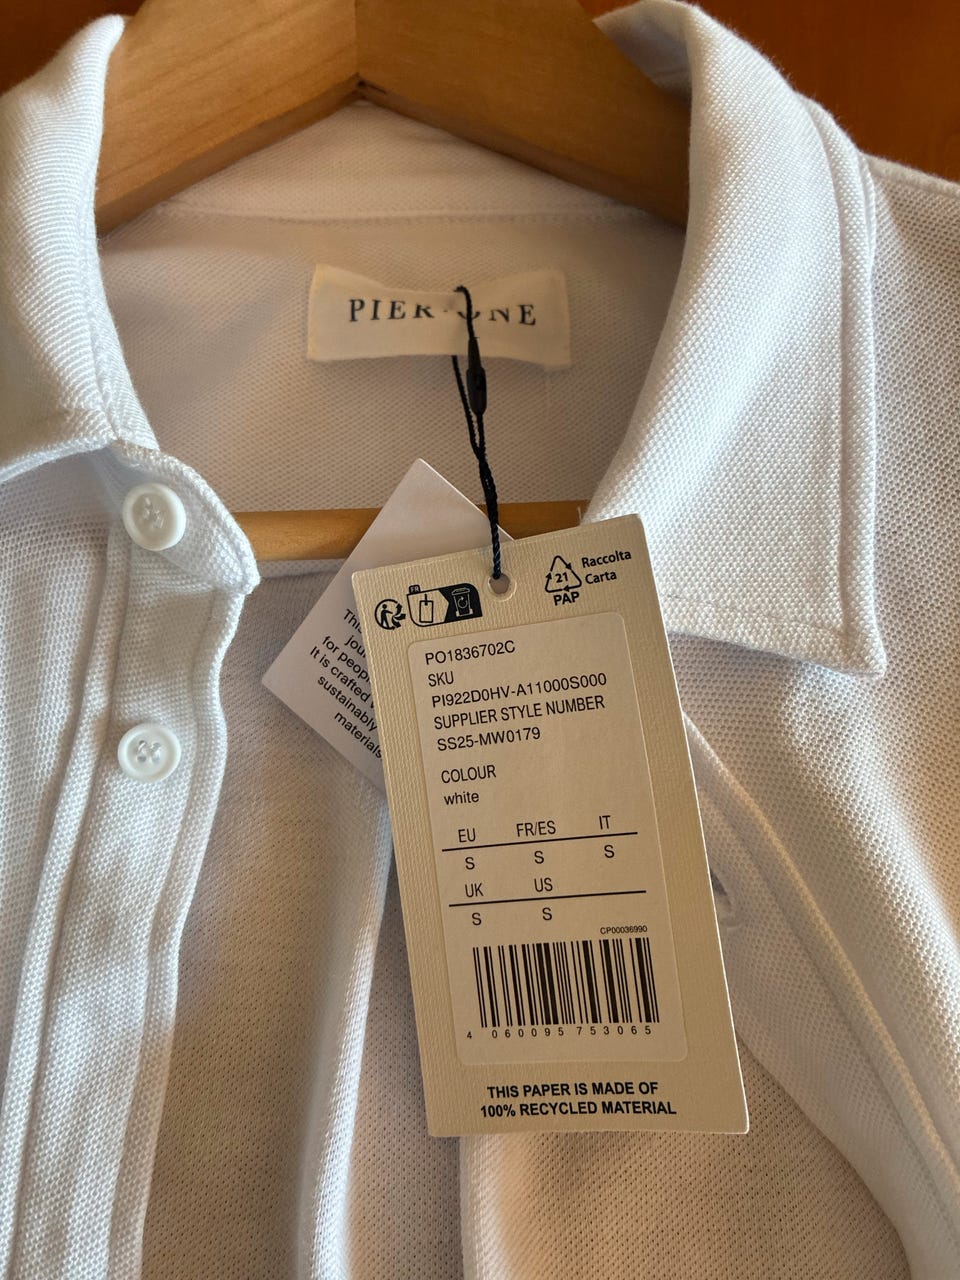 PIER ONE
FR
21
PAP
Raccolta
Carta
PO1836702C
SKU
PI922D0HV-A11000S000
SUPPLIER STYLE NUMBER
SS25-MW0179
COLOUR
white
EU FR/ES IT
S S S
UK US
S S
CP00036990
4 060095 753065
THIS PAPER IS MADE OF
100% RECYCLED MATERIAL
for
It is crafted
sustainably
materials